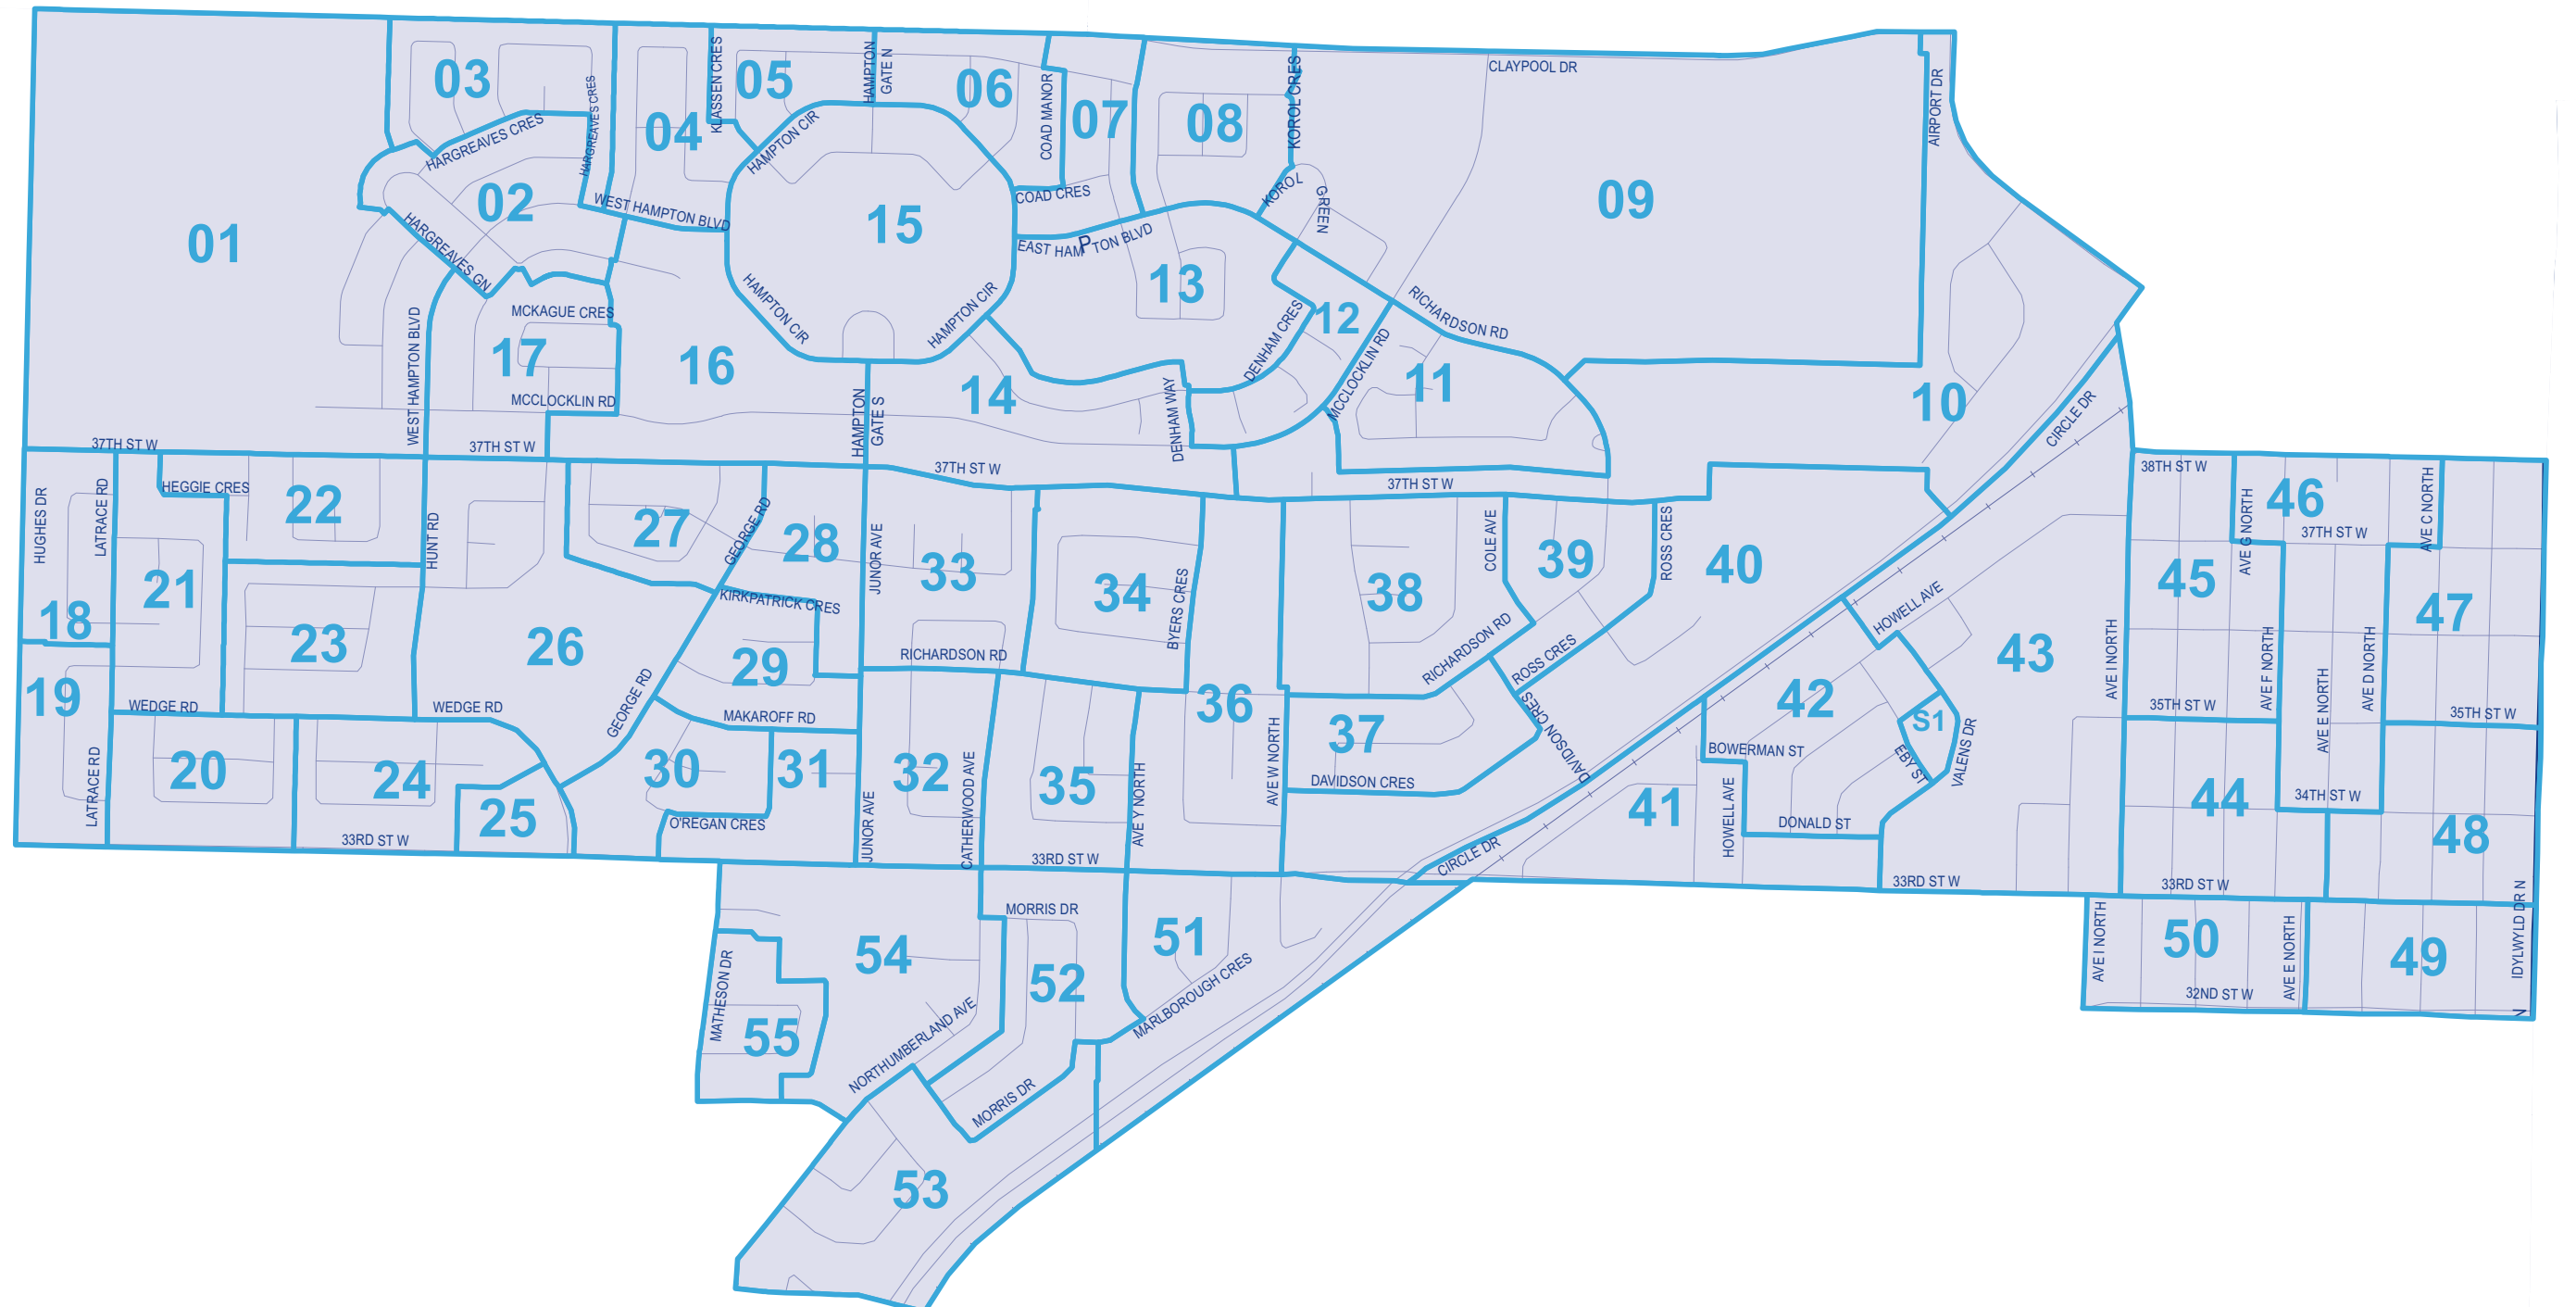 CLAYPOOL DR
HAMPTON
GATE N
KLASSEN CRES
KOROL CRES
AIRPORT DR
03
05
06
COAD MANOR
07
08
HARGREAVES CRES
04
HARGREAVES CRES
HAMPTON CIR
COAD CRES
KOROL
GREEN
09
02
WEST HAMPTON BLVD
15
01
HARGREAVES GN
EAST HAMPTON BLVD
13
HAMPTON CIR
HAMPTON CIR
MCKAGUE CRES
12
RICHARDSON RD
DENHAM CRES
MCCLOCKLIN RD
WEST HAMPTON BLVD
17
16
14
11
10
MCCLOCKLIN RD
HAMPTON
GATE S
DENHAM WAY
CIRCLE DR
37TH ST W
37TH ST W
37TH ST W
37TH ST W
38TH ST W
HUGHES DR
LATRACE RD
HEGGIE CRES
22
HUNT RD
27
GEORGE RD
28
JUNOR AVE
33
34
BYERS CRES
38
COLE AVE
39
ROSS CRES
40
46
AVE G NORTH
37TH ST W
AVE C NORTH
45
47
18
21
23
26
KIRKPATRICK CRES
29
RICHARDSON RD
RICHARDSON RD
ROSS CRES
HOWELL AVE
43
AVE I NORTH
AVE F NORTH
AVE D NORTH
AVE E NORTH
19
WEDGE RD
WEDGE RD
GEORGE RD
MAKAROFF RD
36
AVE W NORTH
37
DAVIDSON CRES
DAVIDSON CRES
42
S1
EBY ST
VALENS DR
35TH ST W
35TH ST W
BOWERMAN ST
LATRACE RD
20
24
25
30
31
32
CATHERWOOD AVE
35
AVE Y NORTH
41
HOWELL AVE
DONALD ST
44
34TH ST W
48
O'REGAN CRES
JUNOR AVE
33RD ST W
33RD ST W
CIRCLE DR
33RD ST W
33RD ST W
MORRIS DR
54
52
51
MARLBOROUGH CRES
MATHESON DR
55
NORTHUMBERLAND AVE
MORRIS DR
53
AVE I NORTH
50
AVE E NORTH
32ND ST W
49
IDYLWYLD DR N
N